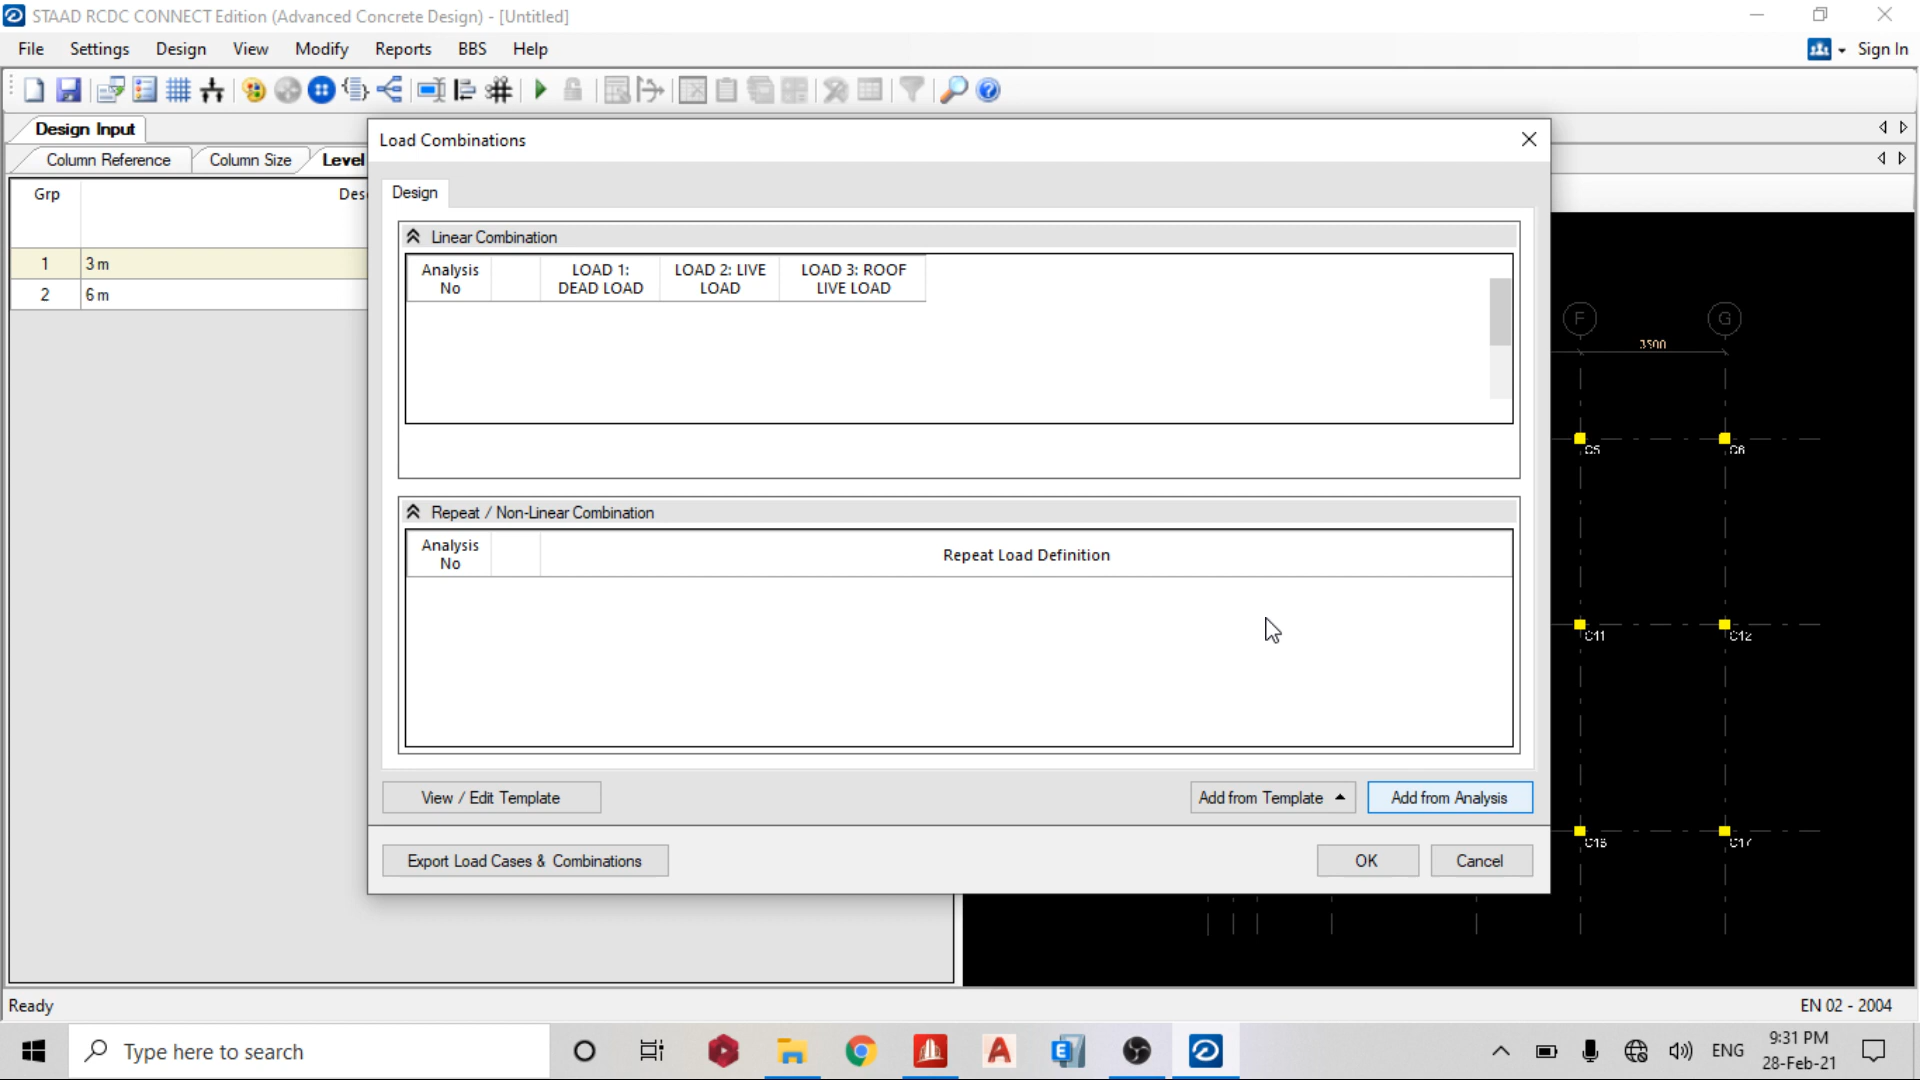 STAAD RCDC CONNECT Edition (Advanced Concrete Design) - [Untitled]
File Settings Design View Modify Reports BBS Help
Sign In
Design Input
Column Reference Column Size Level
Grp
1 3 m
2 6 m
Load Combinations
Design
Linear Combination
Analysis No
LOAD 1: DEAD LOAD
LOAD 2: LIVE LOAD
LOAD 3: ROOF LIVE LOAD
Repeat / Non-Linear Combination
Analysis No
Repeat Load Definition
View / Edit Template
Add from Template
Add from Analysis
Export Load Cases & Combinations
OK
Cancel
F G
3500
C5 C6
C11 C12
C17
Ready
EN 02 - 2004
Type here to search
ENG
9:31 PM
28-Feb-21